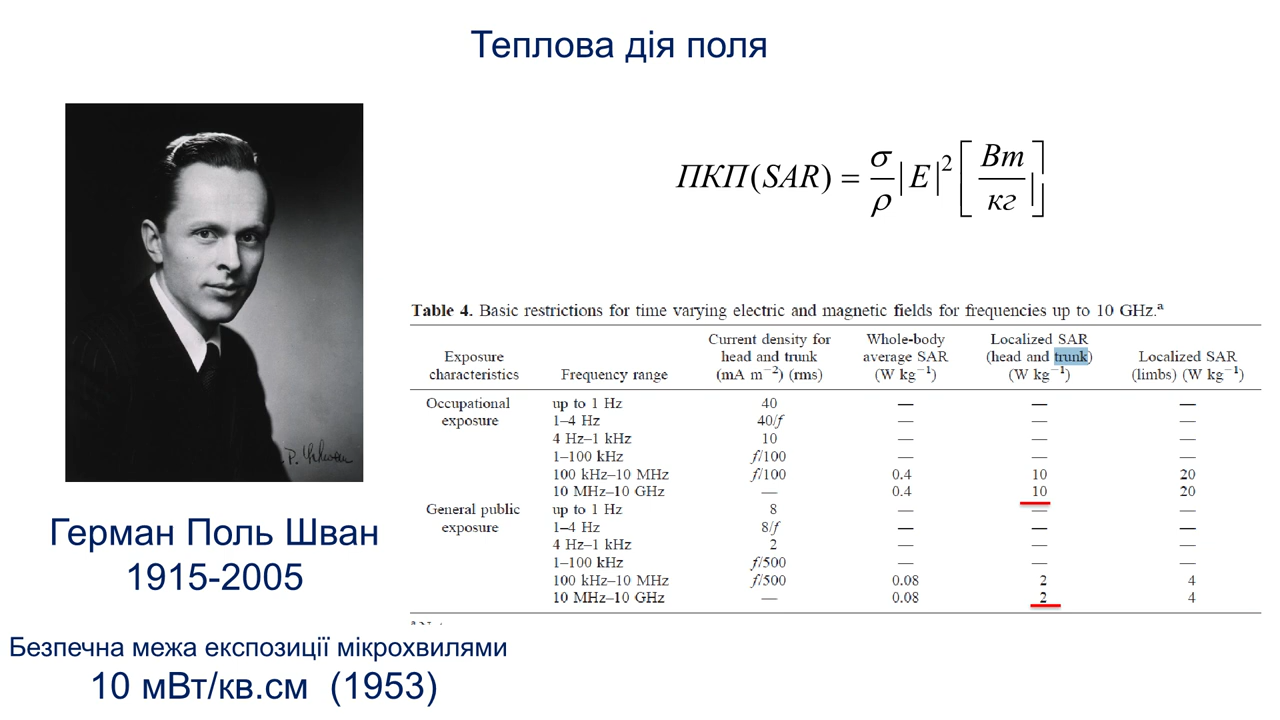 Теплова дія поля
ПКП(SAR) = σ/ρ |E|² [Вт/кг]
P. Schwan
Герман Поль Шван
1915-2005
Безпечна межа експозиції мікрохвилями
10 мВт/кв.см (1953)
Table 4. Basic restrictions for time varying electric and magnetic fields for frequencies up to 10 GHz.ᵃ
Exposure characteristics Frequency range Current density for head and trunk (mA m⁻²) (rms) Whole-body average SAR (W kg⁻¹) Localized SAR (head and trunk) (W kg⁻¹) Localized SAR (limbs) (W kg⁻¹)
Occupational exposure up to 1 Hz 40 — — —
1–4 Hz 40/f — — —
4 Hz–1 kHz 10 — — —
1–100 kHz f/100 — — —
100 kHz–10 MHz f/100 0.4 10 20
10 MHz–10 GHz — 0.4 10 20
General public exposure up to 1 Hz 8 — — —
1–4 Hz 8/f — — —
4 Hz–1 kHz 2 — — —
1–100 kHz f/500 — — —
100 kHz–10 MHz f/500 0.08 2 4
10 MHz–10 GHz — 0.08 2 4